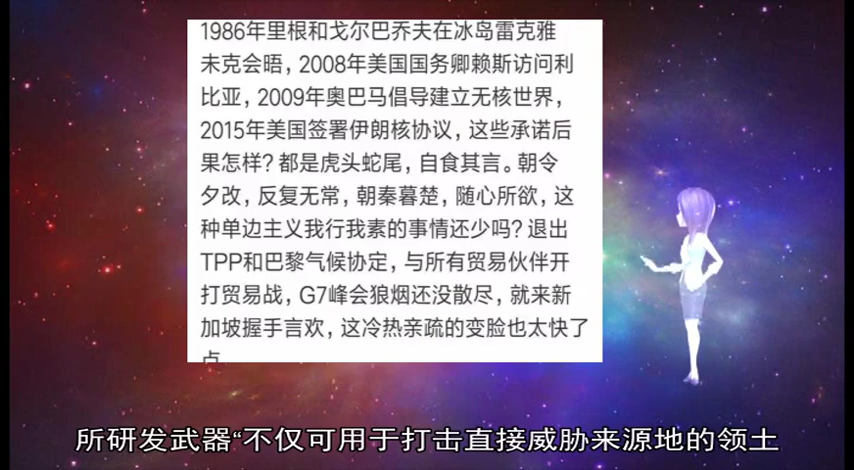 1986年里根和戈尔巴乔夫在冰岛雷克雅
未克会晤，2008年美国国务卿赖斯访问利
比亚，2009年奥巴马倡导建立无核世界，
2015年美国签署伊朗核协议，这些承诺后
果怎样？都是虎头蛇尾，自食其言。朝令
夕改，反复无常，朝秦暮楚，随心所欲，这
种单边主义我行我素的事情还少吗？退出
TPP和巴黎气候协定，与所有贸易伙伴开
打贸易战，G7峰会狼烟还没散尽，就来新
加坡握手言欢，这冷热亲疏的变脸也太快了
点
所研发武器“不仅可用于打击直接威胁来源地的领土